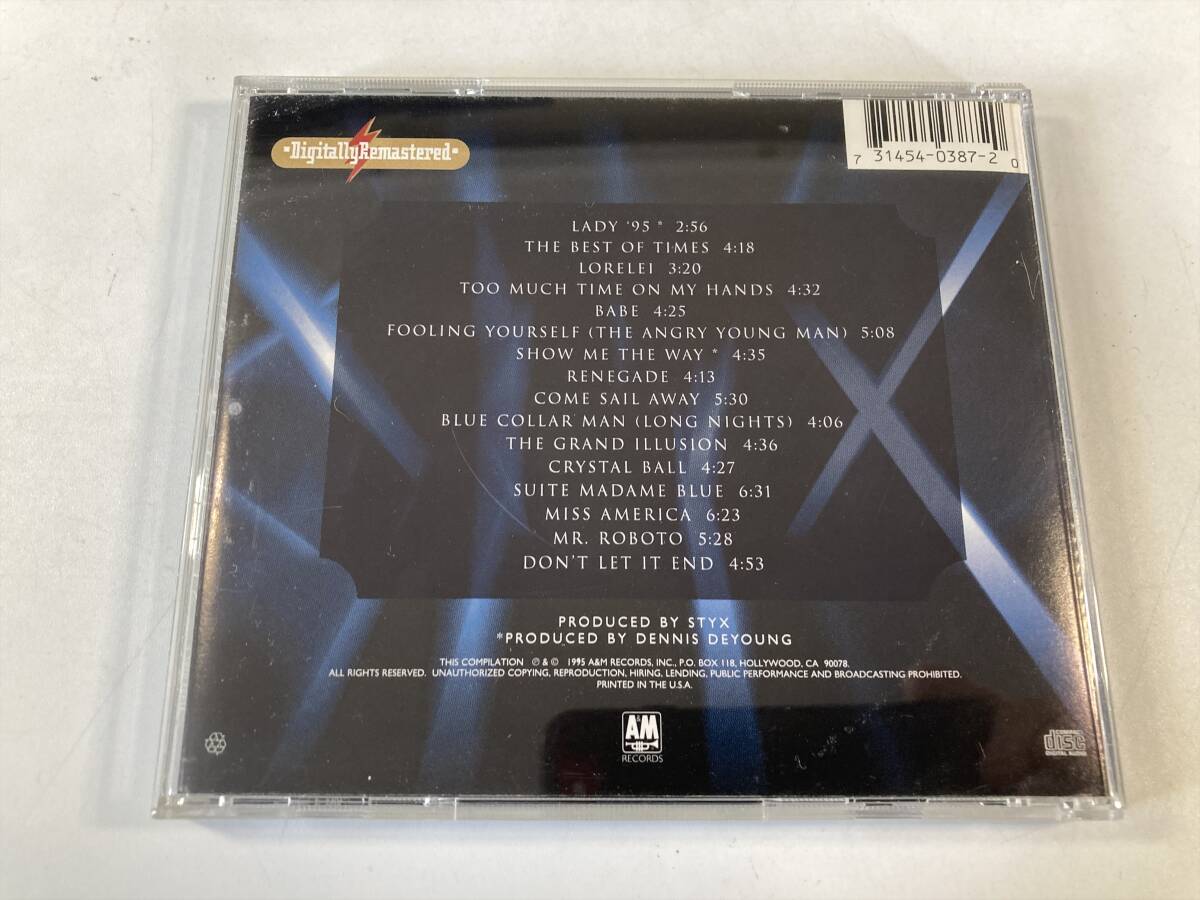 ·DigitallyRemastered·
7 31454-0387-2 0
LADY '95 * 2:56
THE BEST OF TIMES 4:18
LORELEI 3:20
TOO MUCH TIME ON MY HANDS 4:32
BABE 4:25
FOOLING YOURSELF (THE ANGRY YOUNG MAN) 5:08
SHOW ME THE WAY * 4:35
RENEGADE 4:13
COME SAIL AWAY 5:30
BLUE COLLAR MAN (LONG NIGHTS) 4:06
THE GRAND ILLUSION 4:36
CRYSTAL BALL 4:27
SUITE MADAME BLUE 6:31
MISS AMERICA 6:23
MR. ROBOTO 5:28
DON'T LET IT END 4:53
PRODUCED BY STYX
*PRODUCED BY DENNIS DEYOUNG
THIS COMPILATION ℗ & © 1995 A&M RECORDS, INC., P.O. BOX 118, HOLLYWOOD, CA 90078.
ALL RIGHTS RESERVED. UNAUTHORIZED COPYING, REPRODUCTION, HIRING, LENDING, PUBLIC PERFORMANCE AND BROADCASTING PROHIBITED.
PRINTED IN THE U.S.A.
A&M
RECORDS
COMPACT
disc
DIGITAL AUDIO